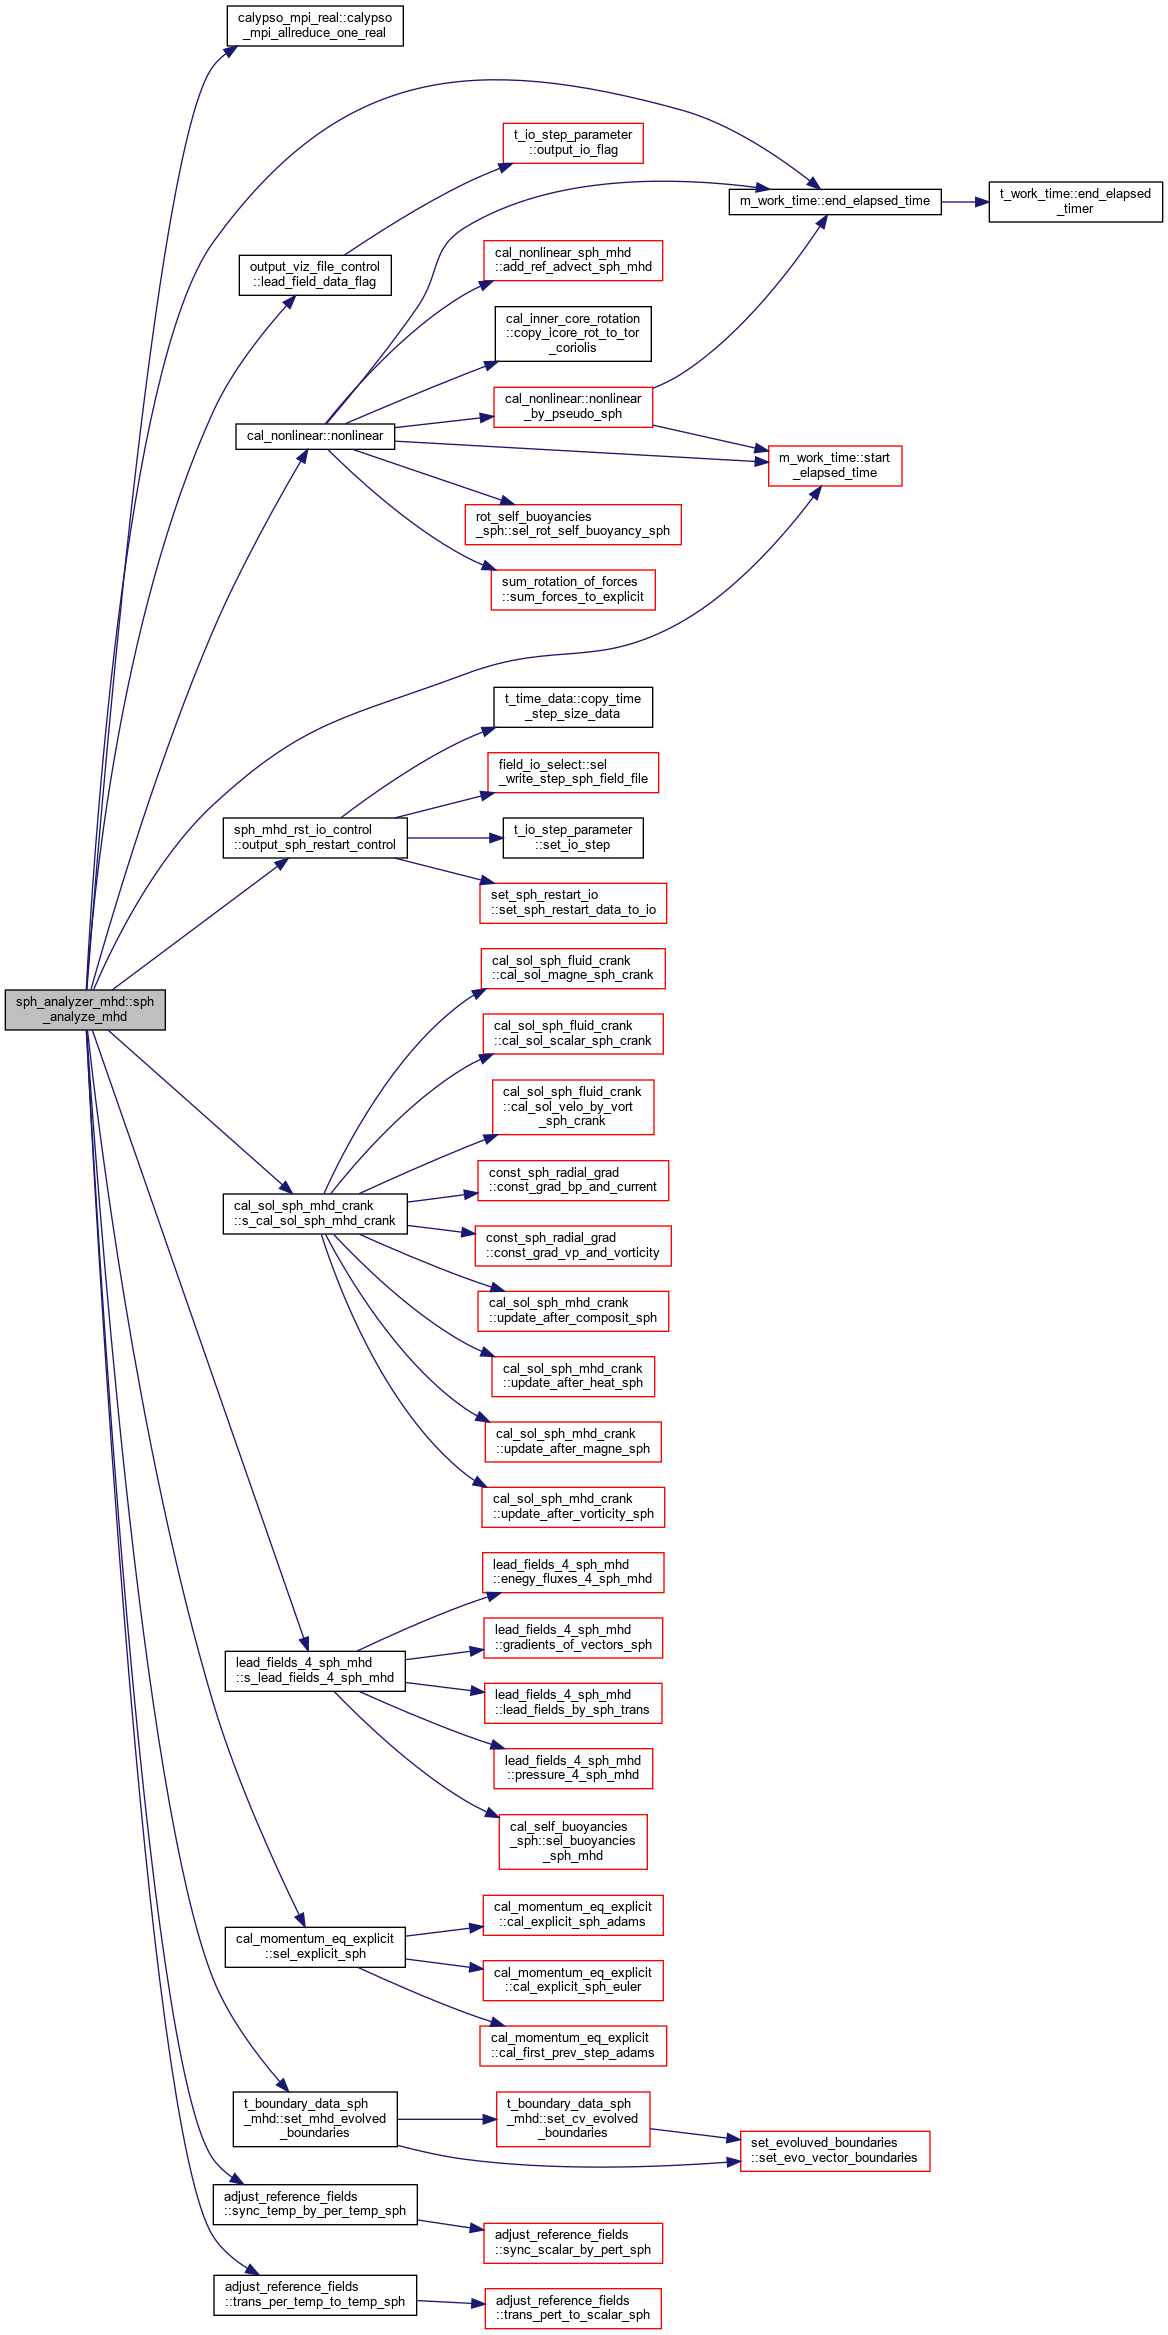 calypso_mpi_real::calypso
_mpi_allreduce_one_real
t_io_step_parameter
::output_io_flag
m_work_time::end_elapsed_time
t_work_time::end_elapsed
_timer
output_viz_file_control
::lead_field_data_flag
cal_nonlinear_sph_mhd
::add_ref_advect_sph_mhd
cal_inner_core_rotation
::copy_icore_rot_to_tor
_coriolis
cal_nonlinear::nonlinear
_by_pseudo_sph
cal_nonlinear::nonlinear
m_work_time::start
_elapsed_time
rot_self_buoyancies
_sph::sel_rot_self_buoyancy_sph
sum_rotation_of_forces
::sum_forces_to_explicit
t_time_data::copy_time
_step_size_data
field_io_select::sel
_write_step_sph_field_file
sph_mhd_rst_io_control
::output_sph_restart_control
t_io_step_parameter
::set_io_step
set_sph_restart_io
::set_sph_restart_data_to_io
cal_sol_sph_fluid_crank
::cal_sol_magne_sph_crank
sph_analyzer_mhd::sph
_analyze_mhd
cal_sol_sph_fluid_crank
::cal_sol_scalar_sph_crank
cal_sol_sph_fluid_crank
::cal_sol_velo_by_vort
_sph_crank
const_sph_radial_grad
::const_grad_bp_and_current
cal_sol_sph_mhd_crank
::s_cal_sol_sph_mhd_crank
const_sph_radial_grad
::const_grad_vp_and_vorticity
cal_sol_sph_mhd_crank
::update_after_composit_sph
cal_sol_sph_mhd_crank
::update_after_heat_sph
cal_sol_sph_mhd_crank
::update_after_magne_sph
cal_sol_sph_mhd_crank
::update_after_vorticity_sph
lead_fields_4_sph_mhd
::enegy_fluxes_4_sph_mhd
lead_fields_4_sph_mhd
::gradients_of_vectors_sph
lead_fields_4_sph_mhd
::s_lead_fields_4_sph_mhd
lead_fields_4_sph_mhd
::lead_fields_by_sph_trans
lead_fields_4_sph_mhd
::pressure_4_sph_mhd
cal_self_buoyancies
_sph::sel_buoyancies
_sph_mhd
cal_momentum_eq_explicit
::cal_explicit_sph_adams
cal_momentum_eq_explicit
::sel_explicit_sph
cal_momentum_eq_explicit
::cal_explicit_sph_euler
cal_momentum_eq_explicit
::cal_first_prev_step_adams
t_boundary_data_sph
_mhd::set_mhd_evolved
_boundaries
t_boundary_data_sph
_mhd::set_cv_evolved
_boundaries
set_evoluved_boundaries
::set_evo_vector_boundaries
adjust_reference_fields
::sync_temp_by_per_temp_sph
adjust_reference_fields
::sync_scalar_by_pert_sph
adjust_reference_fields
::trans_per_temp_to_temp_sph
adjust_reference_fields
::trans_pert_to_scalar_sph